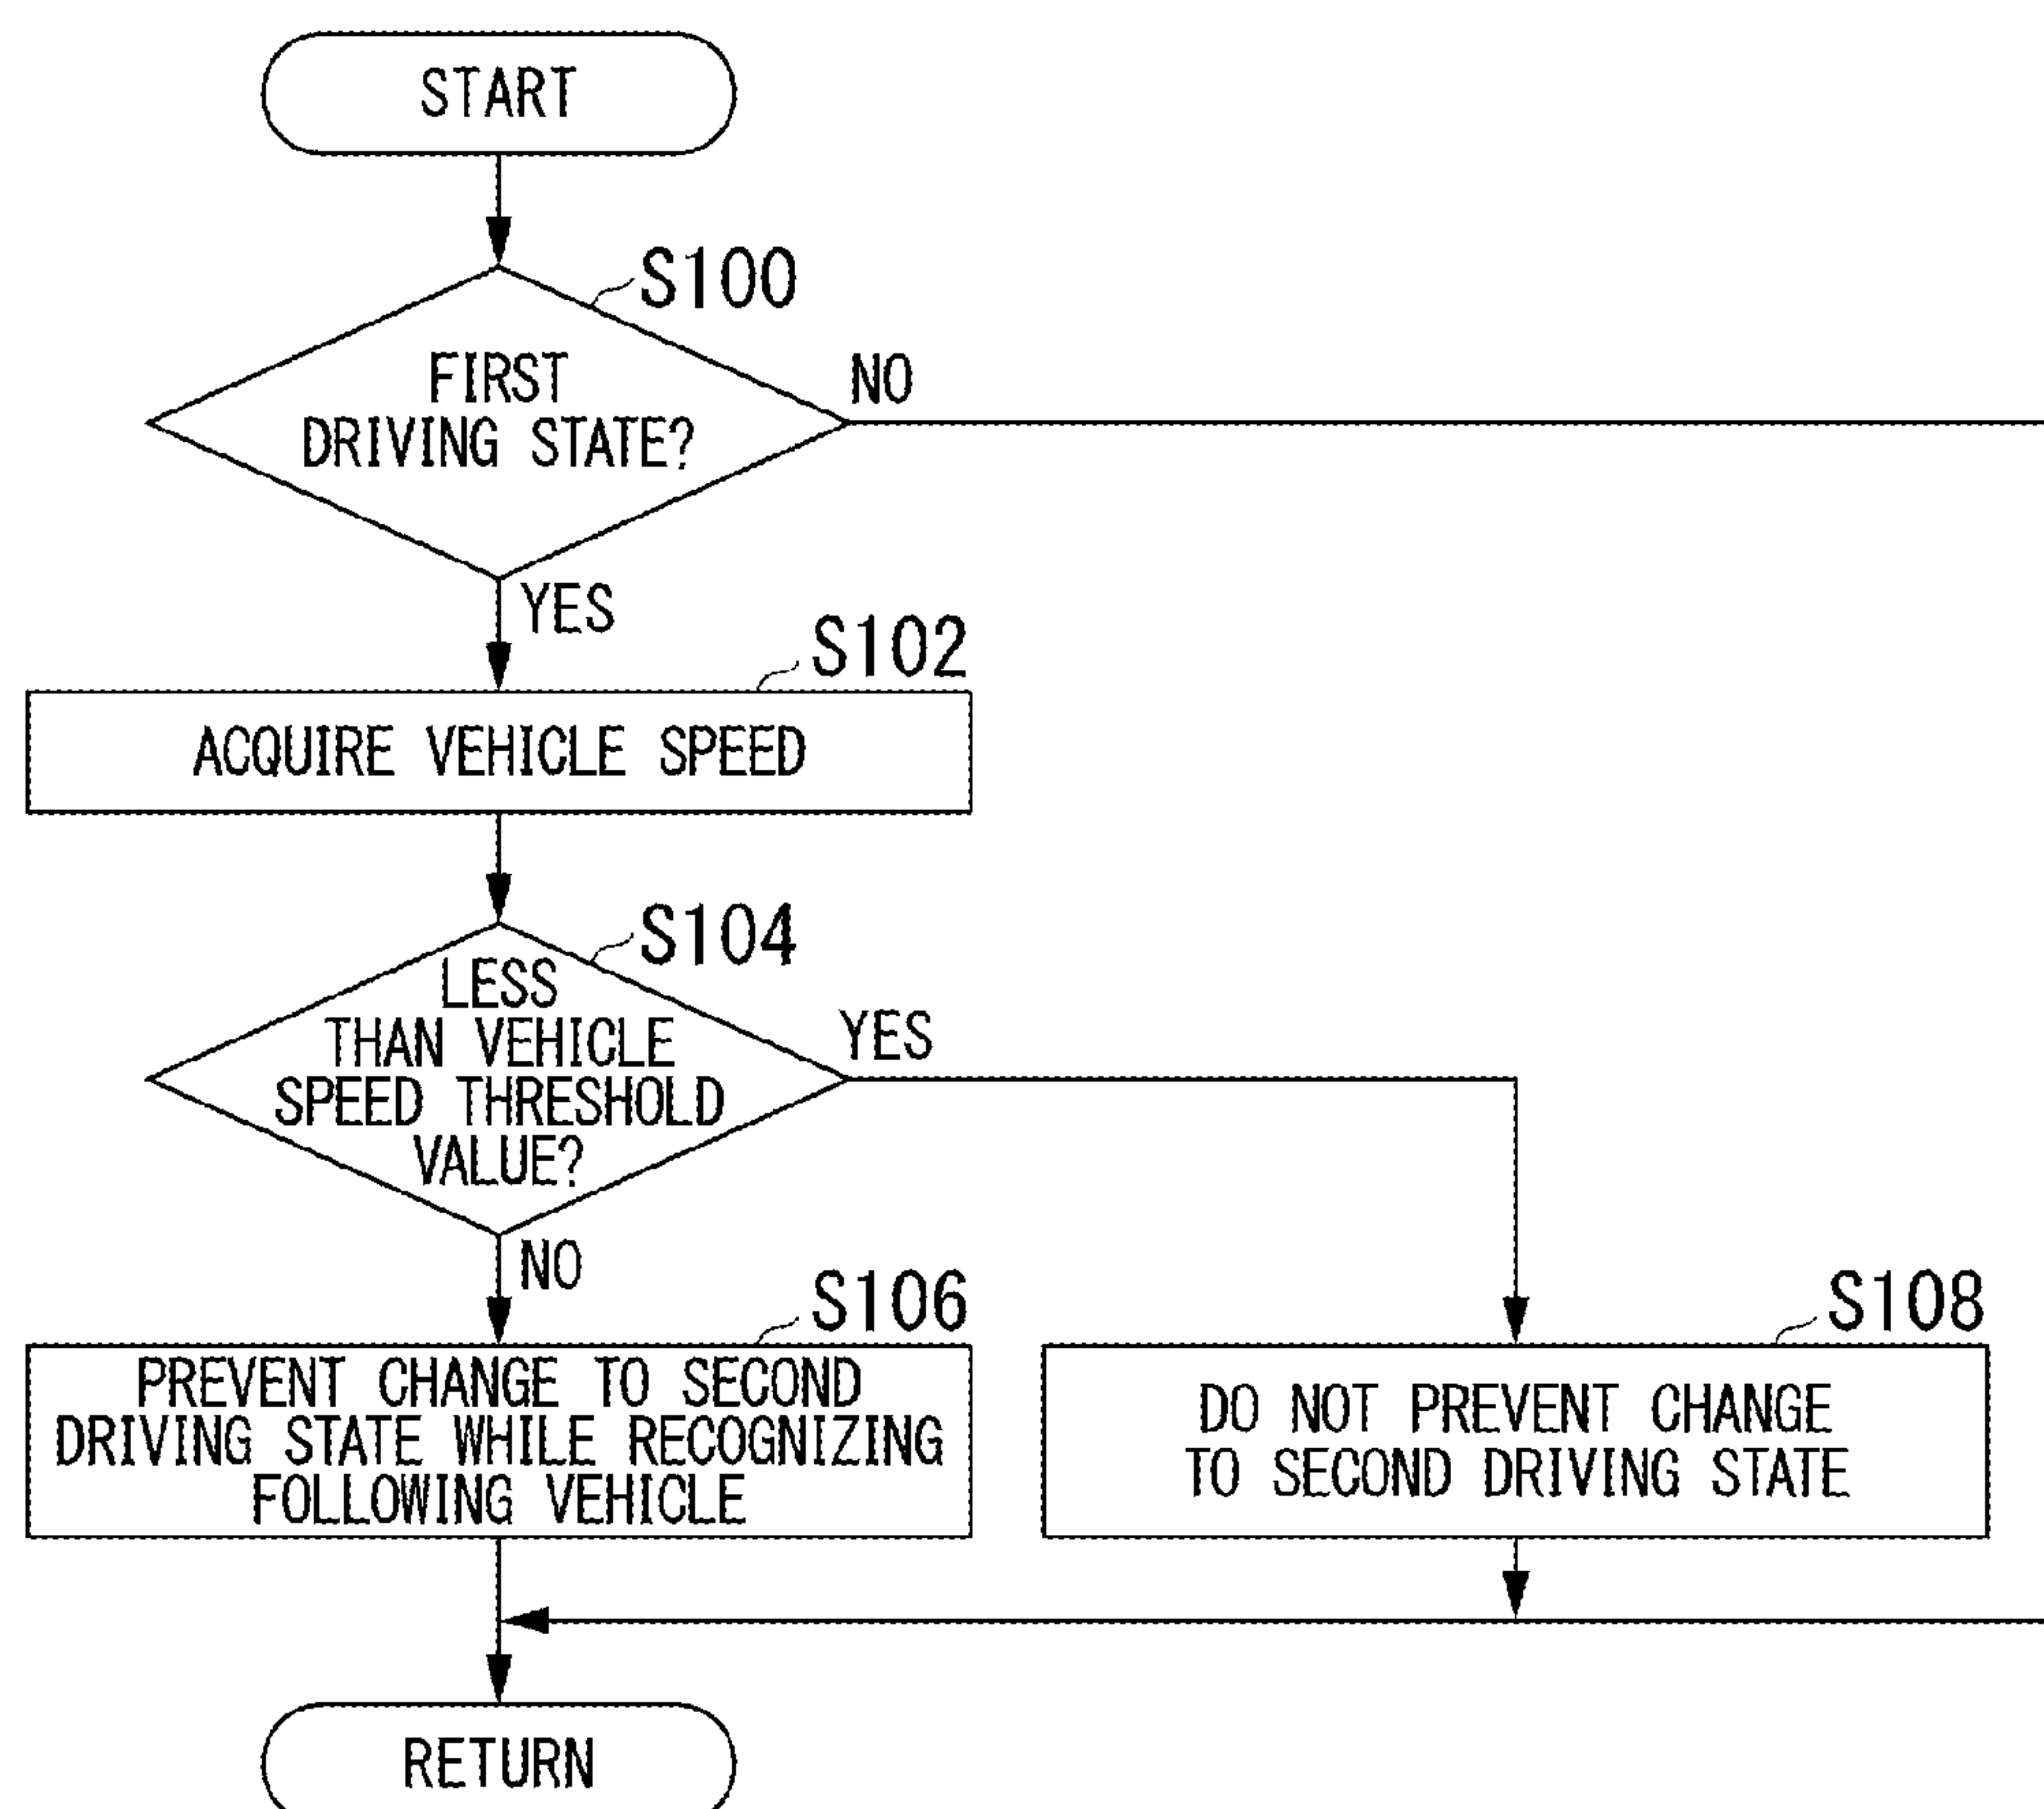 START
S100
FIRST
DRIVING STATE?
NO
YES
S102
ACQUIRE VEHICLE SPEED
S104
LESS
THAN VEHICLE
SPEED THRESHOLD
VALUE?
YES
NO
S106
PREVENT CHANGE TO SECOND
DRIVING STATE WHILE RECOGNIZING
FOLLOWING VEHICLE
S108
DO NOT PREVENT CHANGE
TO SECOND DRIVING STATE
RETURN